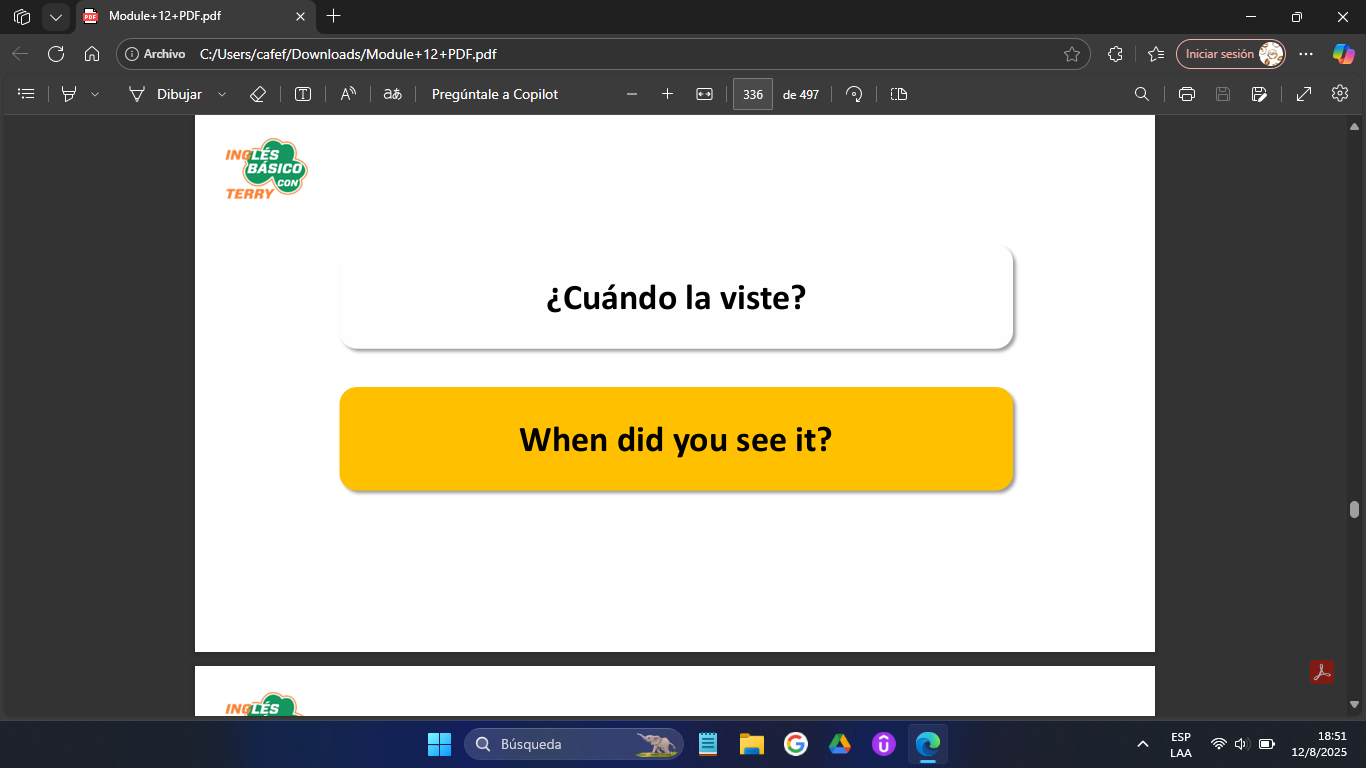 Module+12+PDF.pdf
Archivo C:/Users/cafef/Downloads/Module+12+PDF.pdf
Iniciar sesión
Dibujar
Pregúntale a Copilot
336 de 497
INGLÉS
BÁSICO
CON
TERRY
¿Cuándo la viste?
When did you see it?
INGLÉS
Búsqueda
ESP
LAA
18:51
12/8/2025